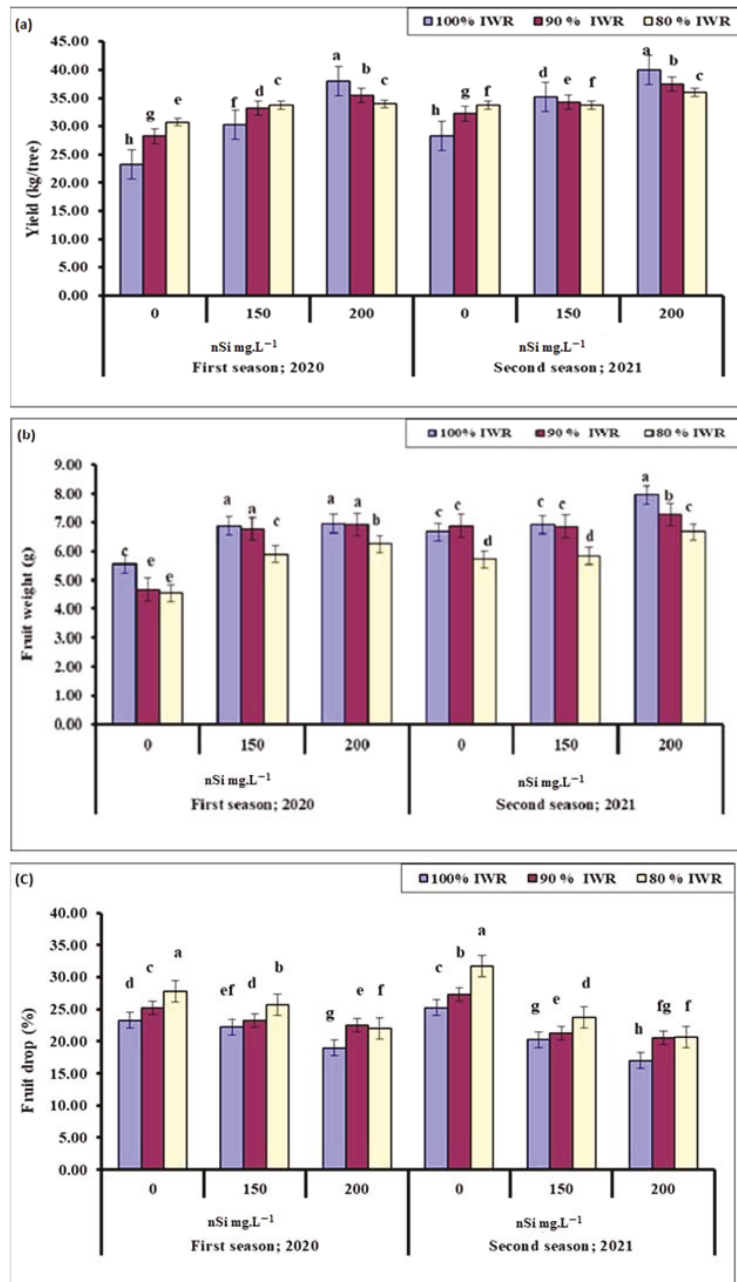 (a)
100% IWR 90 % IWR 80 % IWR
45.00
40.00
35.00
30.00
25.00
20.00
15.00
10.00
5.00
0.00
Yield (kg/tree)
h g e f d c a b c h g f d e f a b c
0 150 200 0 150 200
nSi mg.L−1 nSi mg.L−1
First season; 2020 Second season; 2021
(b)
100% IWR 90 % IWR 80 % IWR
9.00
8.00
7.00
6.00
5.00
4.00
3.00
2.00
1.00
0.00
Fruit weight (g)
c e e a a c a a b c c d c c d a b c
0 150 200 0 150 200
nSi mg.L−1 nSi mg.L−1
First season; 2020 Second season; 2021
(C)
100% IWR 90 % IWR 80 % IWR
40.00
35.00
30.00
25.00
20.00
15.00
10.00
5.00
0.00
Fruit drop (%)
d c a ef d b g e f c b a g e d h fg f
0 150 200 0 150 200
nSi mg.L−1 nSi mg.L−1
First season; 2020 Second season; 2021